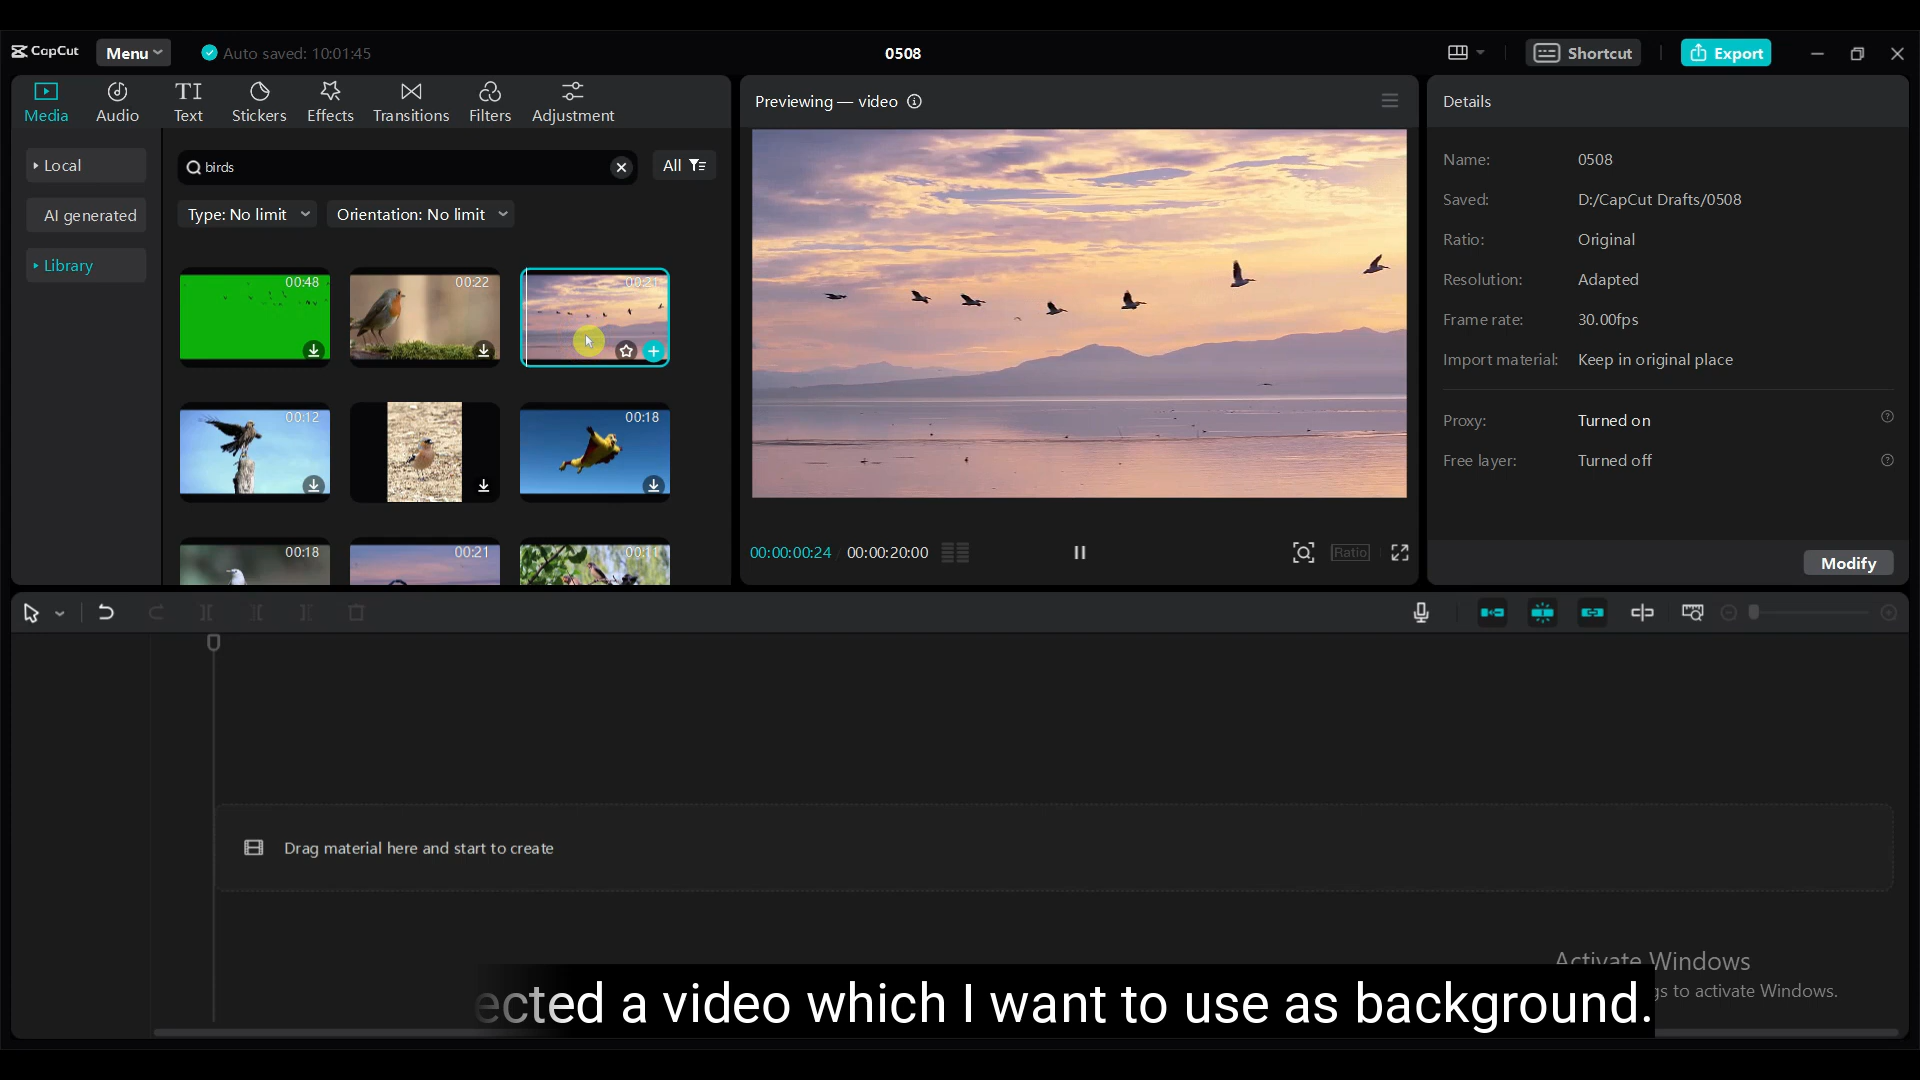 CapCut
Menu
Auto saved: 10:01:45
0508
Shortcut
Export
Media
Audio
TI
Text
Stickers
Effects
Transitions
Filters
Adjustment
Local
AI generated
Library
birds
All
Type: No limit
Orientation: No limit
00:48
00:22
00:21
00:12
00:18
00:18
00:21
00:11
Previewing — video
00:00:00:24
00:00:20:00
Ratio
Details
Name: 0508
Saved: D:/CapCut Drafts/0508
Ratio: Original
Resolution: Adapted
Frame rate: 30.00fps
Import material: Keep in original place
Proxy: Turned on
Free layer: Turned off
Modify
Drag material here and start to create
Activate Windows
gs to activate Windows.
ected a video which I want to use as background.